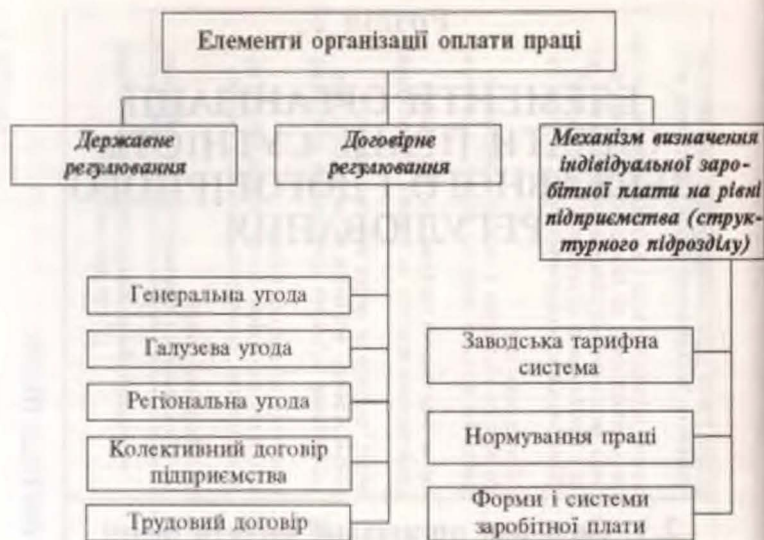 Елементи організації оплати праці
Державне
регулювання
Договірне
регулювання
Механізм визначення
індивідуальної заро-
бітної плати на рівні
підприємства (струк-
турного підрозділу)
Генеральна угода
Галузева угода
Регіональна угода
Колективний договір
підприємства
Трудовий договір
Заводська тарифна
система
Нормування праці
Форми і системи
заробітної плати